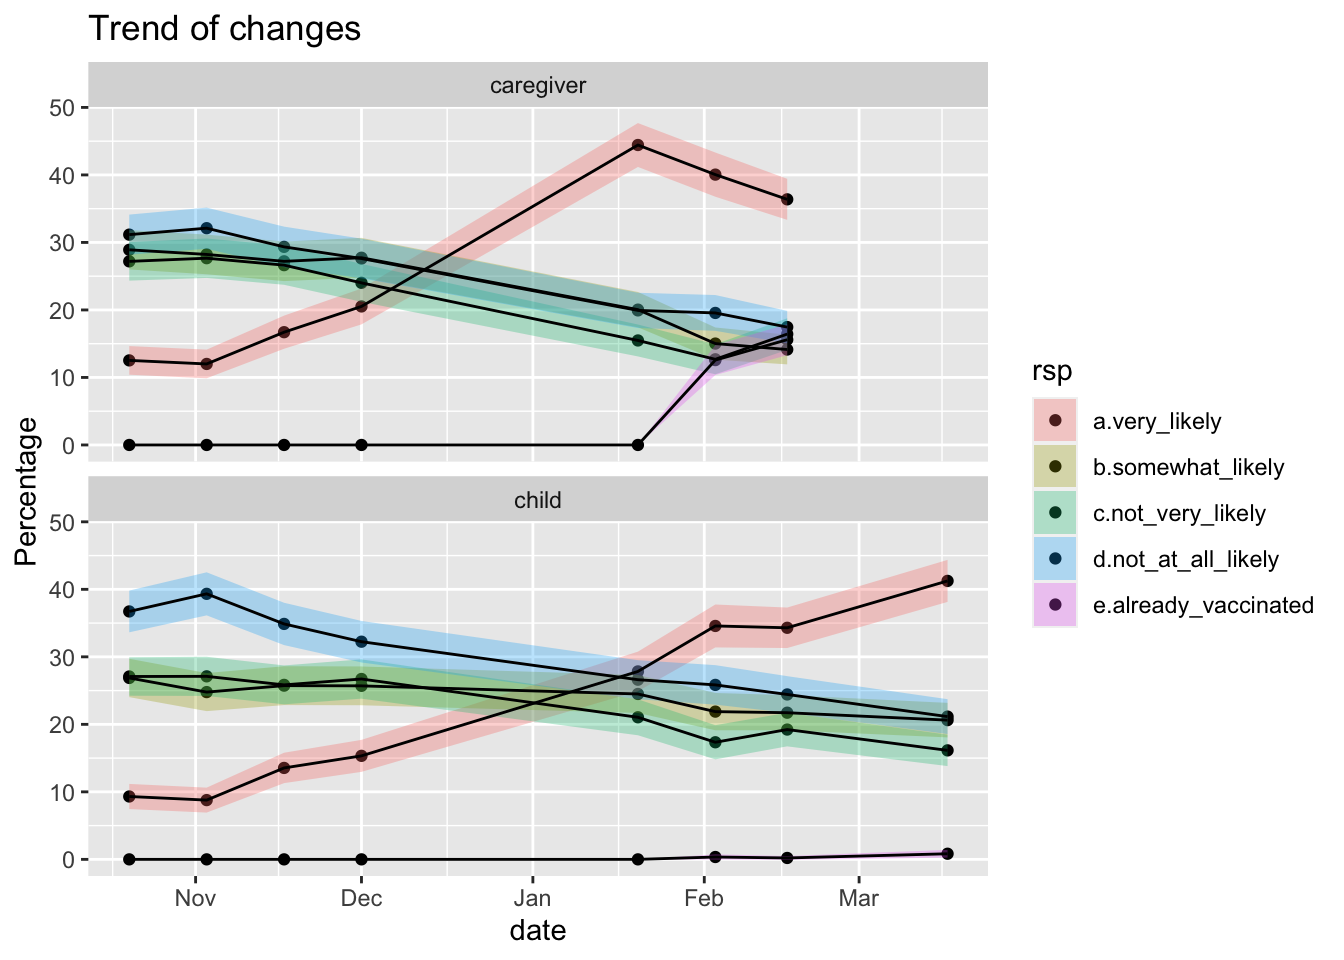 Trend of changes
caregiver
50
40
30
20
10
0
child
50
40
30
20
10
0
Percentage
Nov Dec Jan Feb Mar
date
rsp
a.very_likely
b.somewhat_likely
c.not_very_likely
d.not_at_all_likely
e.already_vaccinated